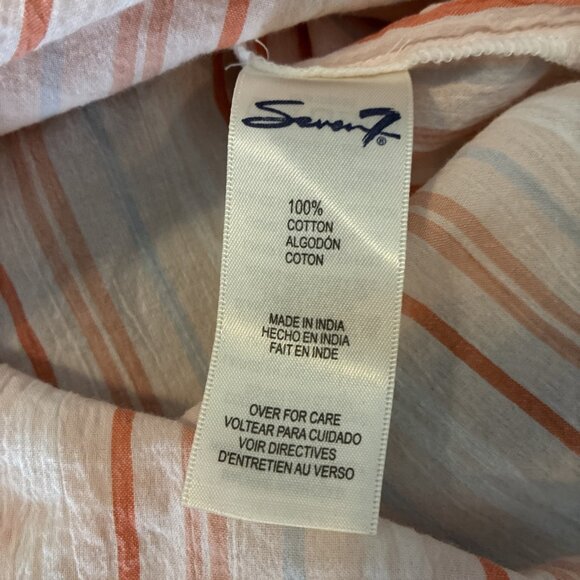 Seven7®
100%
COTTON
ALGODÓN
COTON
MADE IN INDIA
HECHO EN INDIA
FAIT EN INDE
OVER FOR CARE
VOLTEAR PARA CUIDADO
VOIR DIRECTIVES
D'ENTRETIEN AU VERSO